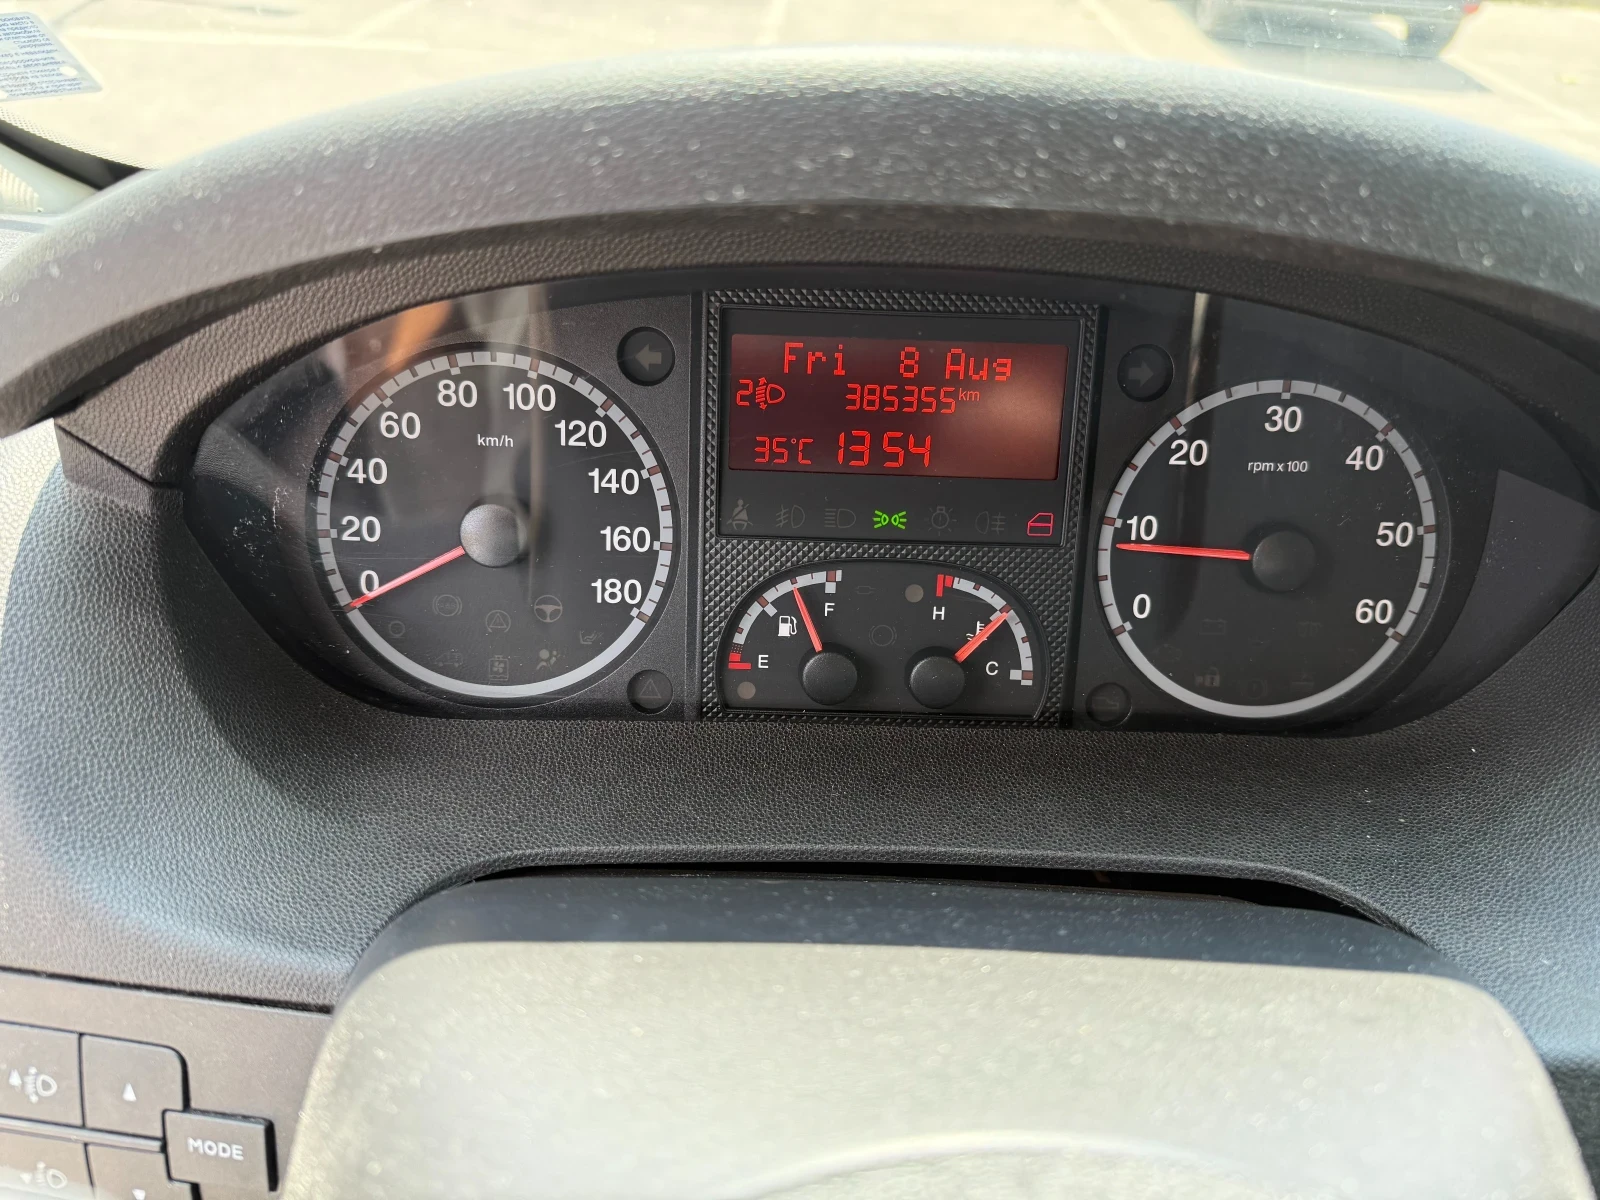 Fri 8 Aug
2 385355 km
35°C 13 54
0 20 40 60 80 100 120 140 160 180
km/h
E F
H C
0 10 20 30 40 50 60
rpm x 100
MODE